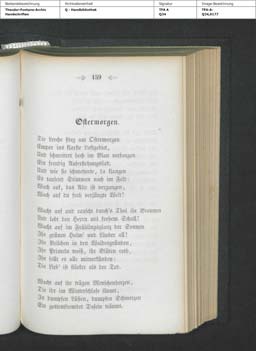 Bestandsbezeichnung
Archivalieneinheit
Signatur
Image-Bezeichnung
Theodor-Fontane-Archiv
Handschriften
Q - Handbibliothek
TFA A
Q34
TFA-A-
Q34,0177
159
Ostermorgen.
Die Lerche stieg am Ostermorgen
Empor ins klarste Luftgebiet,
Und schmettert' hoch im Blau verborgen
Ein freudig Auferstehungslied.
Und wie sie schmetterte, da klangen
Es tausend Stimmen nach im Feld:
Wach auf, das Alte ist vergangen,
Wach auf du froh verjüngte Welt!
Wacht auf und rauscht durch's Thal ihr Bronnen
Und lobt den Herrn mit frohem Schall!
Wacht auf im Frühlingsglanz der Sonnen
Ihr grünen Halm' und Läuber all!
Ihr Veilchen in den Waldesgründen,
Ihr Primeln weiß, ihr Blüten roth,
Ihr sollt es alle mitverkünden:
Die Lieb' ist stärker als der Tod.
Wacht auf ihr trägen Menschenherzen,
Die ihr im Winterschlafe säumt,
In dumpfen Lüsten, dumpfen Schmerzen
Ein gottentfremdet Dasein träumt.